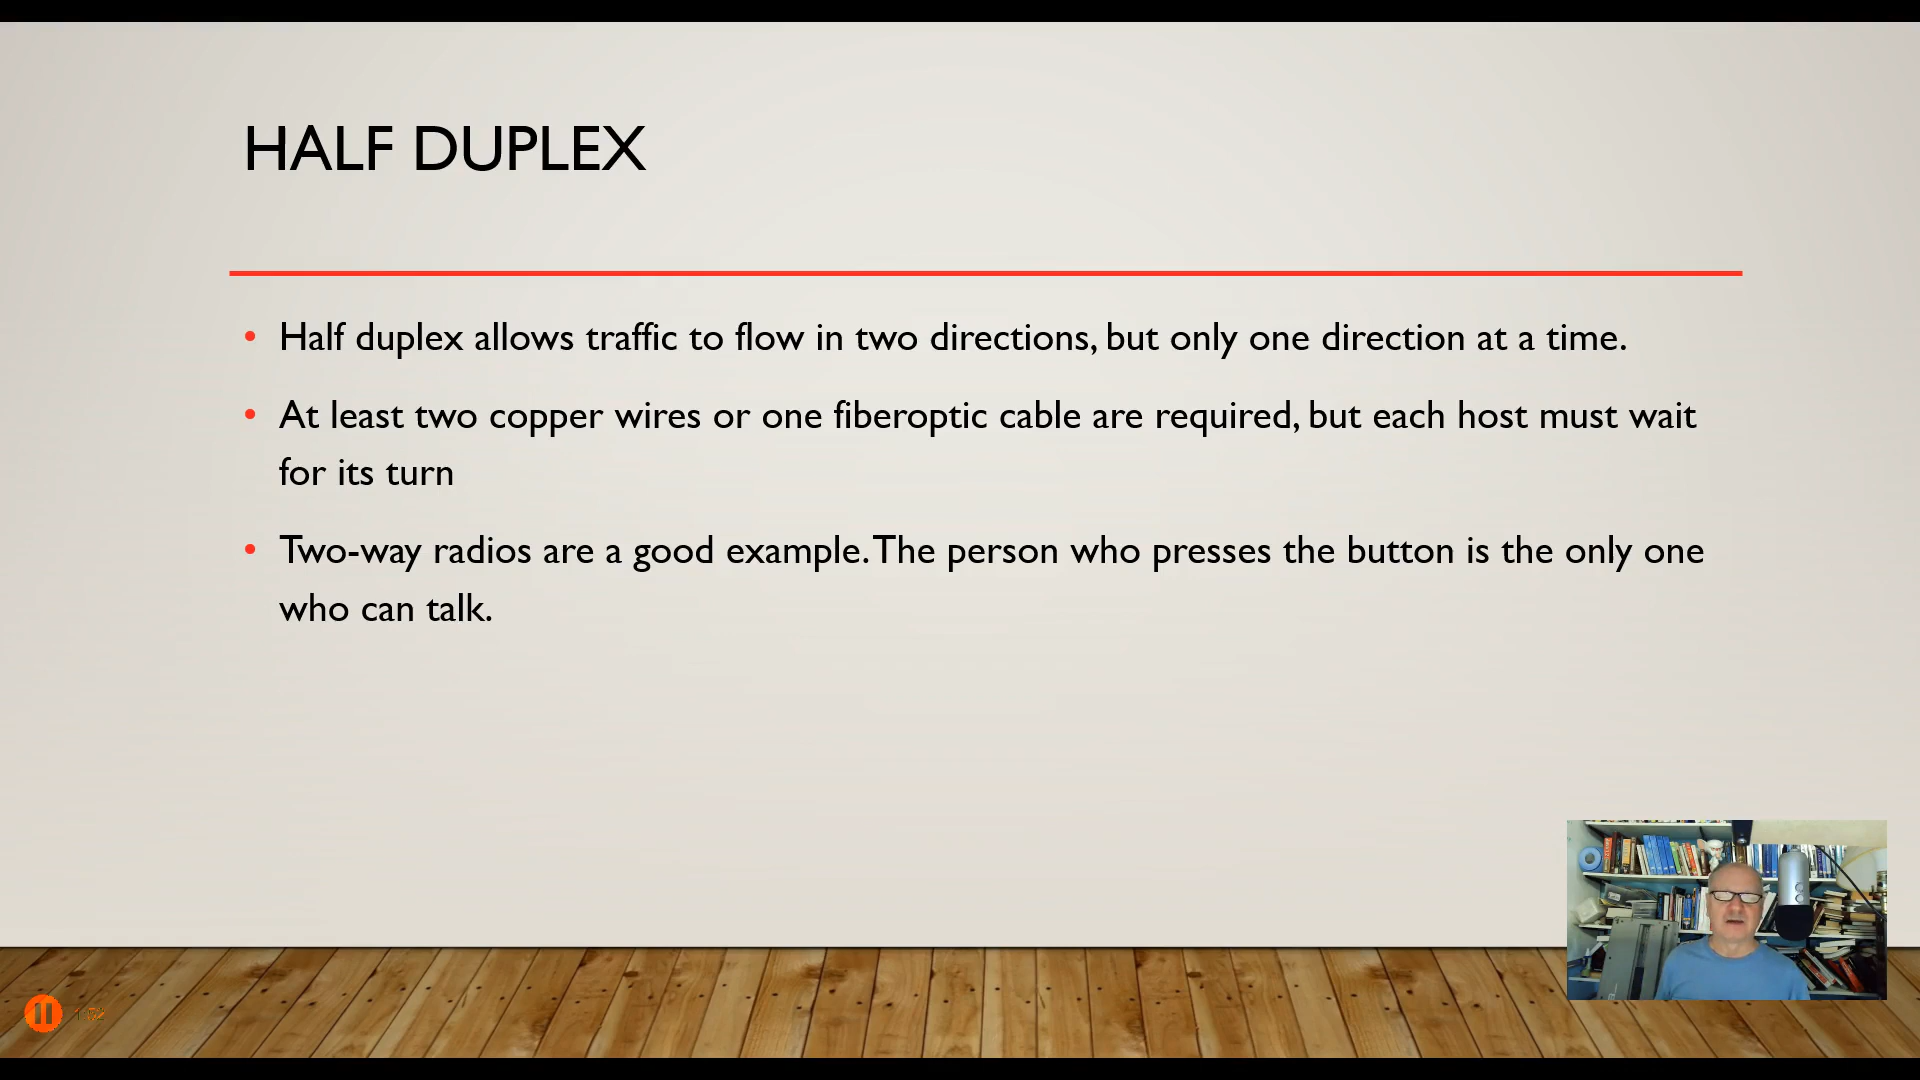 HALF DUPLEX
• Half duplex allows traffic to flow in two directions, but only one direction at a time.
• At least two copper wires or one fiberoptic cable are required, but each host must wait
for its turn
• Two-way radios are a good example. The person who presses the button is the only one
who can talk.
1:02